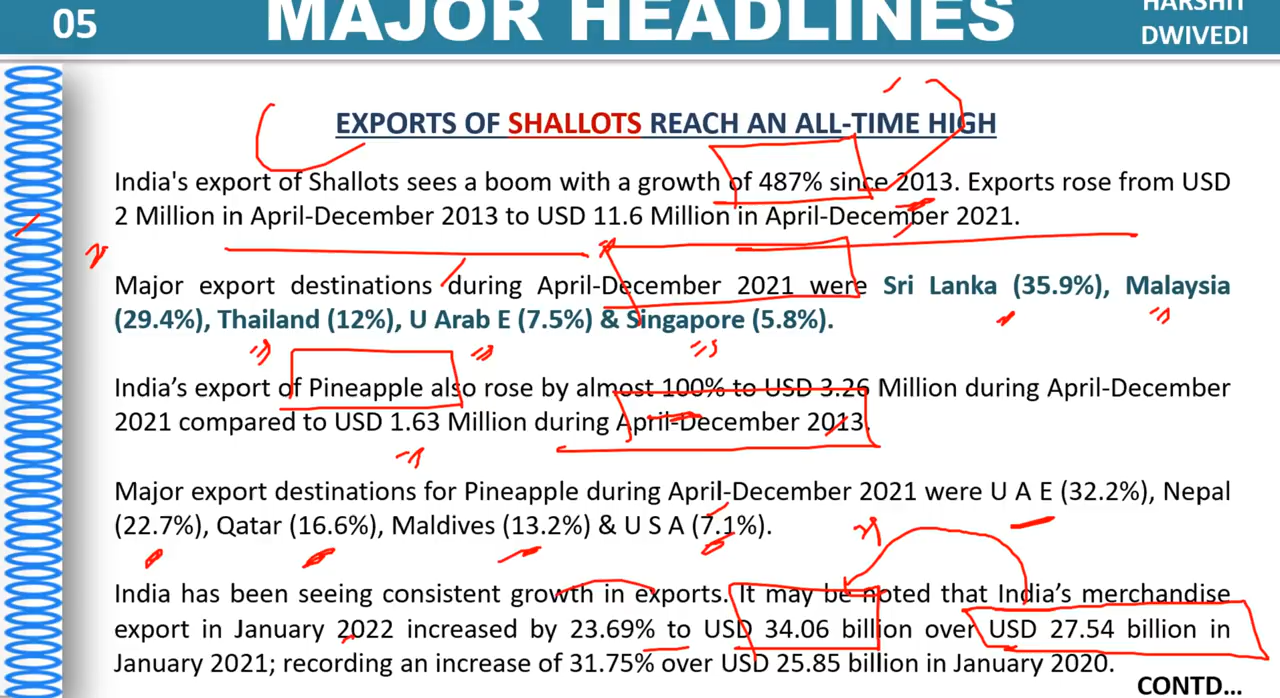 05
MAJOR HEADLINES
HARSHIT
DWIVEDI
EXPORTS OF SHALLOTS REACH AN ALL-TIME HIGH
India's export of Shallots sees a boom with a growth of 487% since 2013. Exports rose from USD
2 Million in April-December 2013 to USD 11.6 Million in April-December 2021.
Major export destinations during April-December 2021 were Sri Lanka (35.9%), Malaysia
(29.4%), Thailand (12%), U Arab E (7.5%) & Singapore (5.8%).
India’s export of Pineapple also rose by almost 100% to USD 3.26 Million during April-December
2021 compared to USD 1.63 Million during April-December 2013.
Major export destinations for Pineapple during April-December 2021 were U A E (32.2%), Nepal
(22.7%), Qatar (16.6%), Maldives (13.2%) & U S A (7.1%).
India has been seeing consistent growth in exports. It may be noted that India’s merchandise
export in January 2022 increased by 23.69% to USD 34.06 billion over USD 27.54 billion in
January 2021; recording an increase of 31.75% over USD 25.85 billion in January 2020.
CONTD...